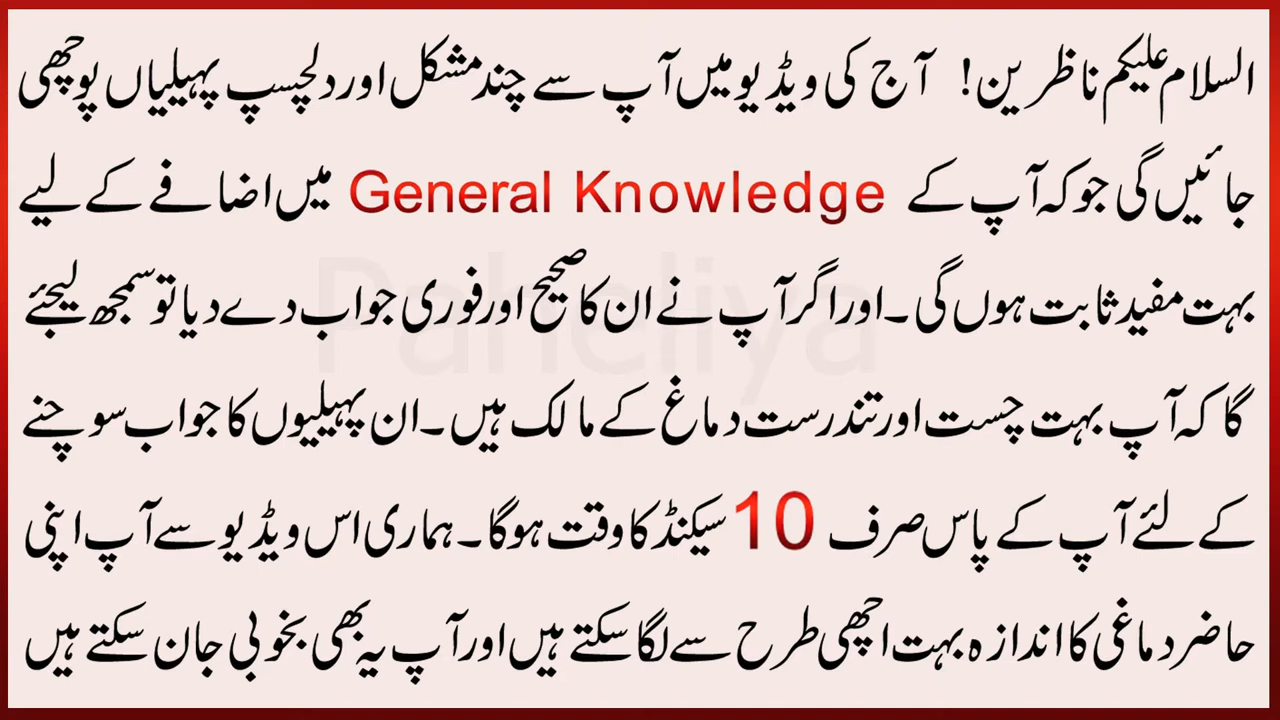 السلام علیکم ناظرین! آج کی ویڈیو میں آپ سے چند مشکل اور دلچسپ پہیلیاں پوچھی
جائیں گی جو کہ آپ کے General Knowledge میں اضافے کے لیے
بہت مفید ثابت ہوں گی۔ اور اگر آپ نے ان کا صحیح اور فوری جواب دے دیا تو سمجھ لیجئے
گا کہ آپ بہت چست اور تندرست دماغ کے مالک ہیں۔ ان پہیلیوں کا جواب سوچنے
کے لئے آپ کے پاس صرف 10 سیکنڈ کا وقت ہوگا۔ ہماری اس ویڈیو سے آپ اپنی
حاضر دماغی کا اندازہ بہت اچھی طرح سے لگا سکتے ہیں اور آپ یہ بھی بخوبی جان سکتے ہیں
Paheliya